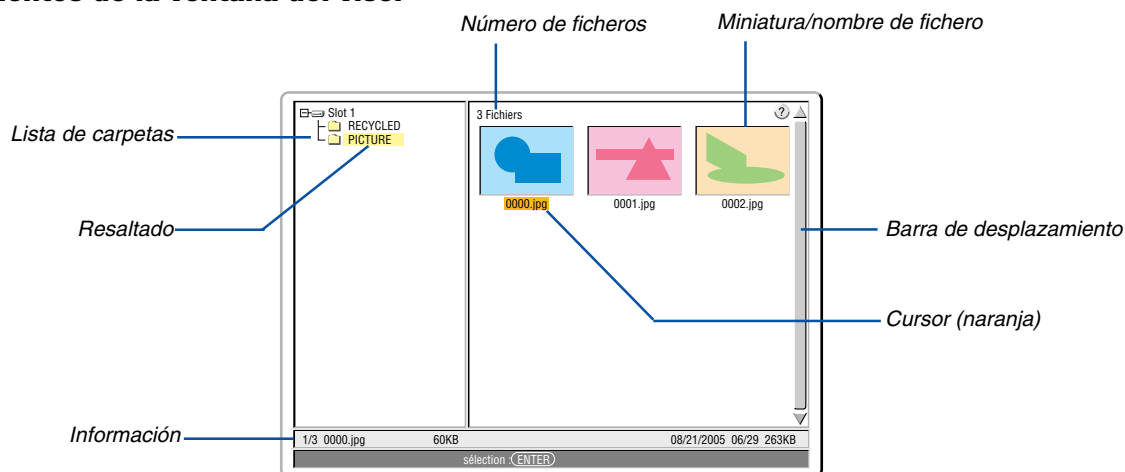 Número de ficheros
Miniatura/nombre de fichero
Lista de carpetas
Resaltado
Slot 1
RECYCLED
PICTURE
3 Fichiers
?
0000.jpg
0001.jpg
0002.jpg
Barra de desplazamiento
Cursor (naranja)
Información
1/3 0000.jpg 60KB 08/21/2005 06/29 263KB
sélection :ENTER